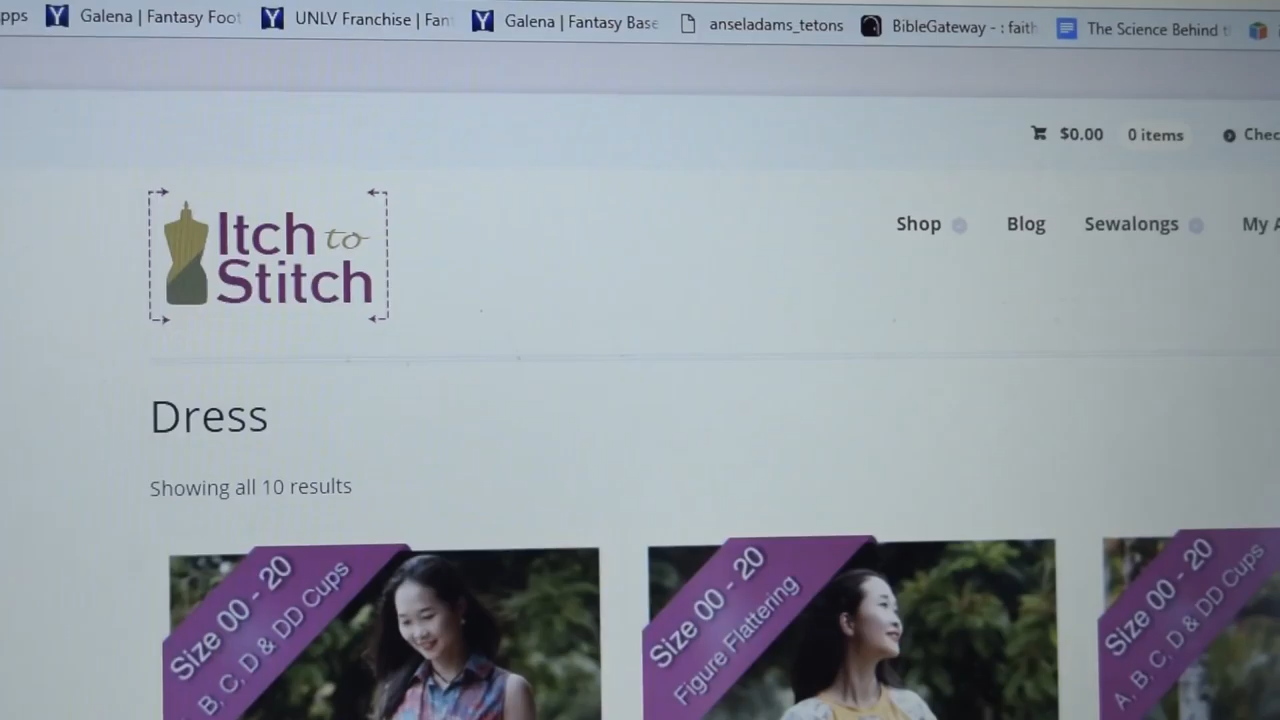 pps
Galena | Fantasy Foot
UNLV Franchise | Fan
Galena | Fantasy Base
anseladams_tetons
BibleGateway - : faith
The Science Behind t
$0.00
0 items
Chec
Itch to
Stitch
Shop
Blog
Sewalongs
My A
Dress
Showing all 10 results
Size 00 - 20
B, C, D & DD Cups
Size 00 - 20
Figure Flattering
Size 00 - 20
A, B, C, D & DD Cups